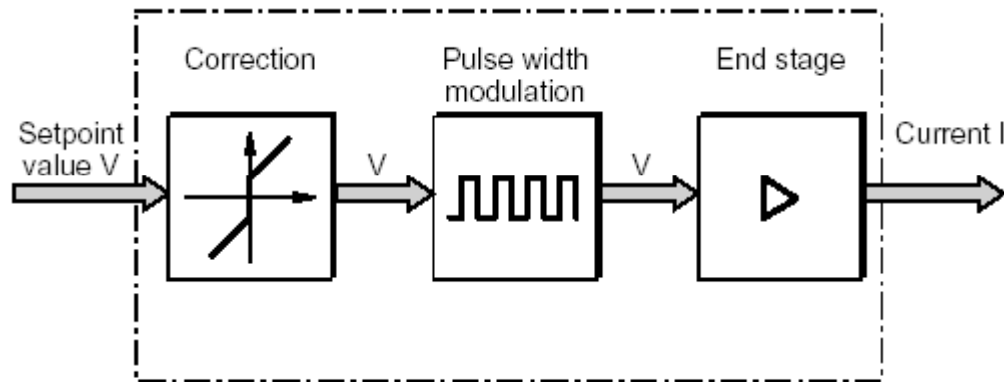 Correction
Pulse width
modulation
End stage
Setpoint
value V
V
V
Current I